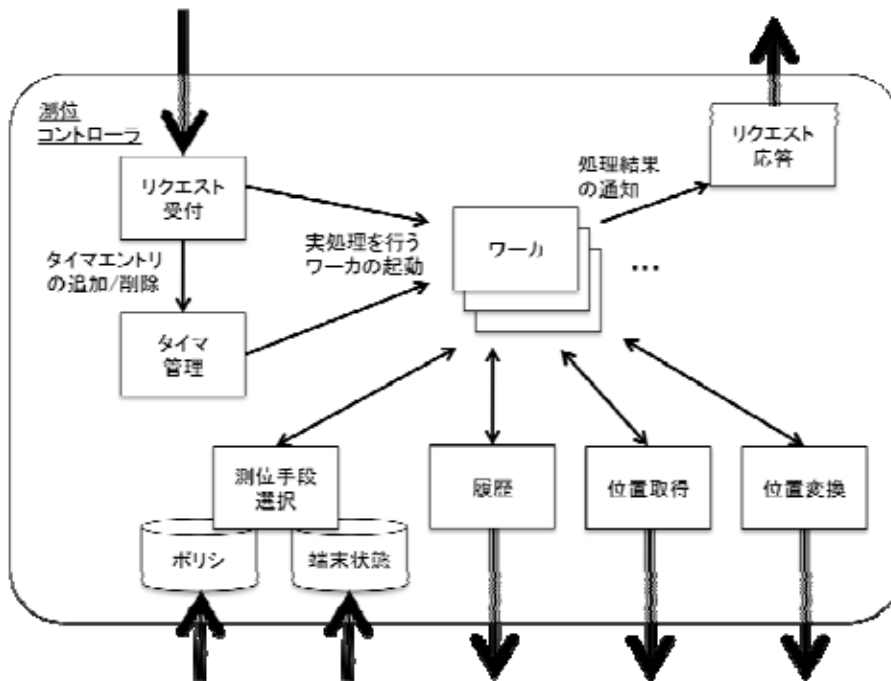 測位
コントローラ
リクエスト
受付
タイマエントリ
の追加/削除
タイマ
管理
実処理を行う
ワーカの起動
ワーカ
…
処理結果
の通知
リクエスト
応答
測位手段
選択
ポリシ
端末状態
履歴
位置取得
位置変換